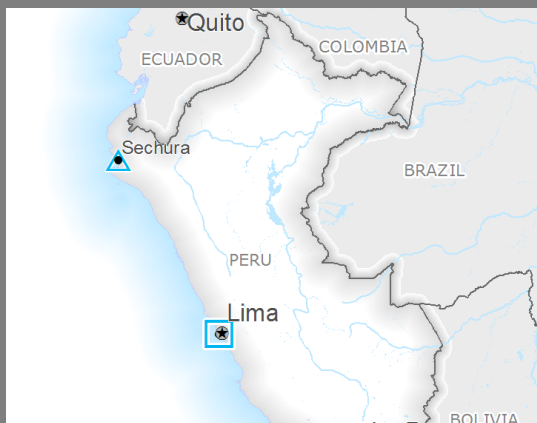 Quito
COLOMBIA
ECUADOR
Sechura
BRAZIL
PERU
Lima
BOLIVIA